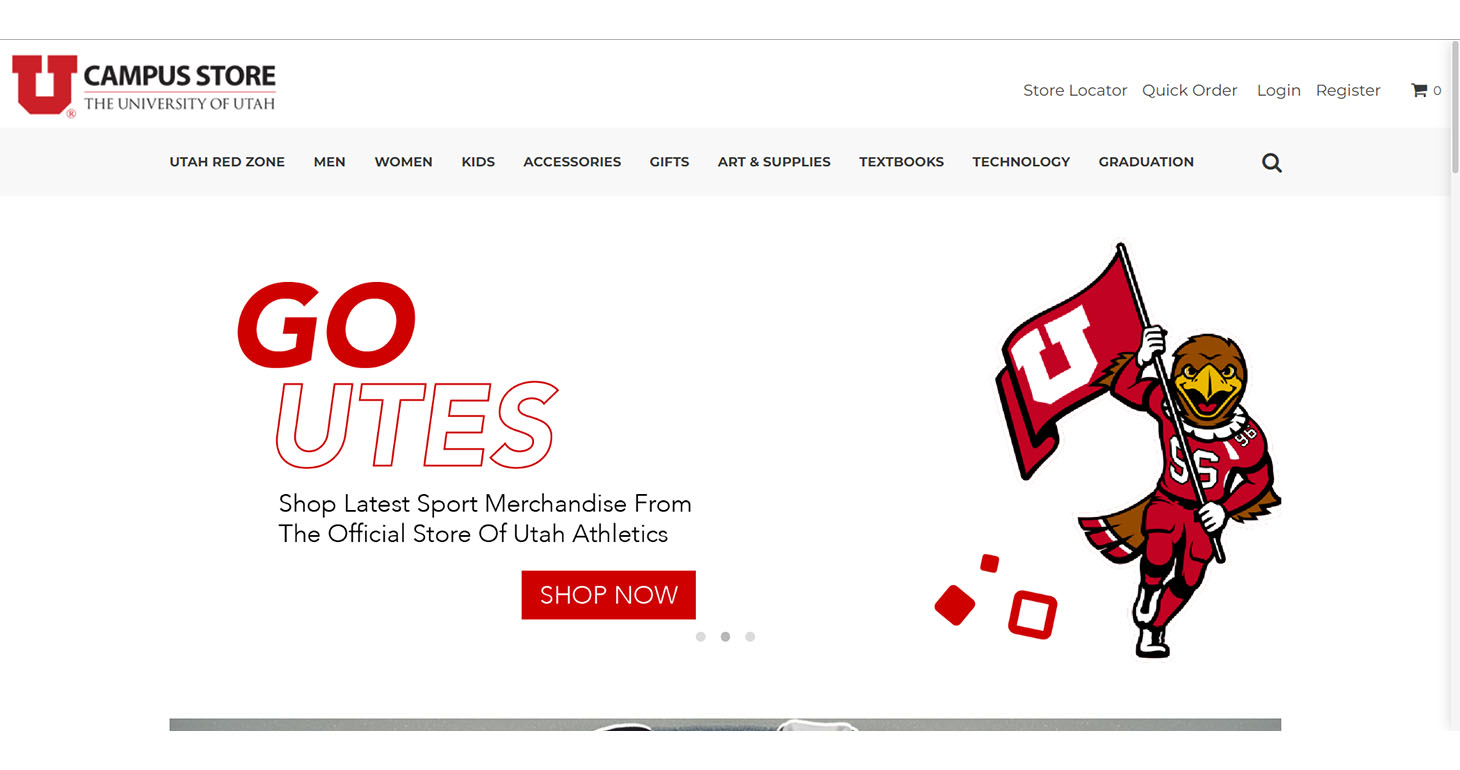 U® CAMPUS STORE
THE UNIVERSITY OF UTAH
Store Locator Quick Order Login Register 0
UTAH RED ZONE MEN WOMEN KIDS ACCESSORIES GIFTS ART & SUPPLIES TEXTBOOKS TECHNOLOGY GRADUATION
GO
UTES
Shop Latest Sport Merchandise From
The Official Store Of Utah Athletics
SHOP NOW
U
96
96